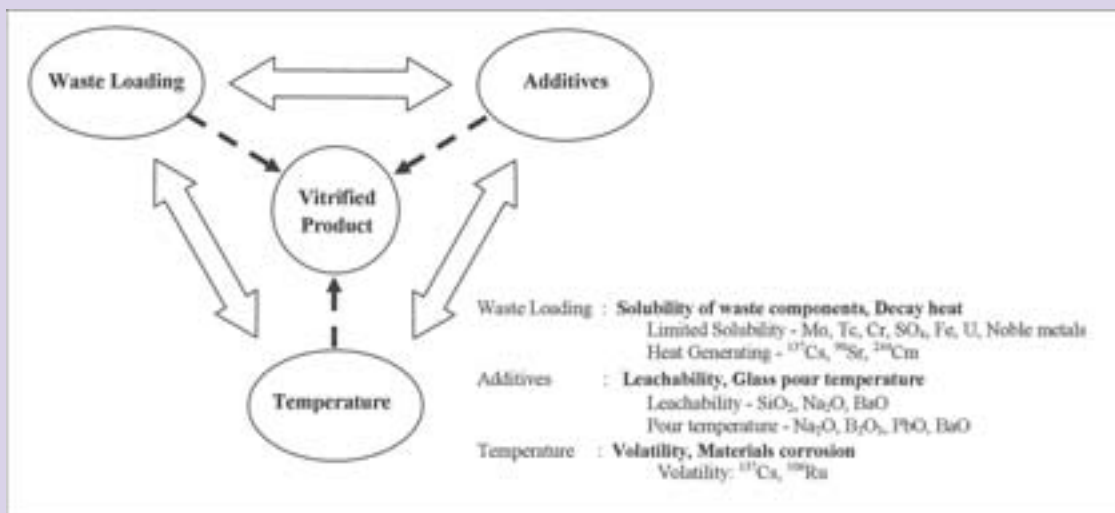 Waste Loading
Additives
Vitrified
Product
Temperature
Waste Loading : Solubility of waste components, Decay heat
Limited Solubility - Mo, Tc, Cr, SO₄, Fe, U, Noble metals
Heat Generating - ¹³⁷Cs, ⁹⁰Sr, Cm
Additives : Leachability, Glass pour temperature
Leachability - SiO₂, Na₂O, BaO
Pour temperature - Na₂O, B₂O₃, PbO, BaO
Temperature : Volatility, Materials corrosion
Volatility: ¹³⁷Cs, Ru